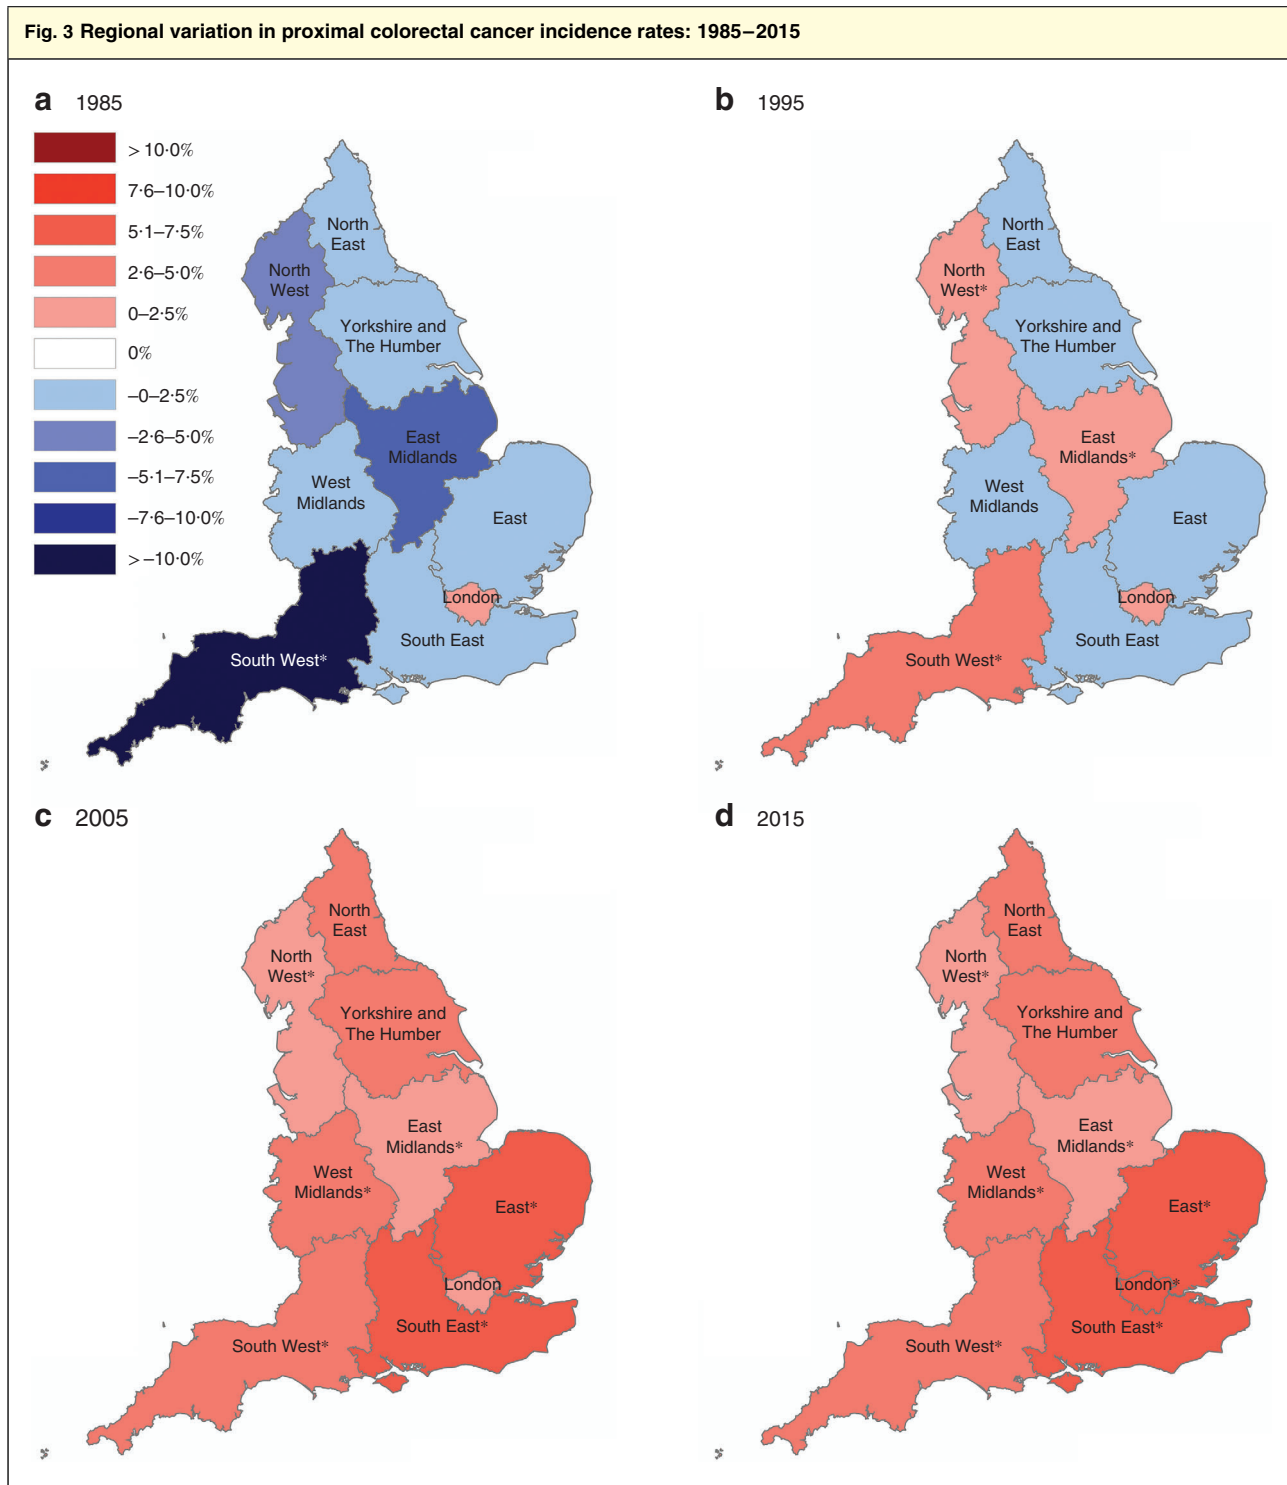 Fig. 3 Regional variation in proximal colorectal cancer incidence rates: 1985–2015
a 1985
>10·0%
7·6–10·0%
5·1–7·5%
2·6–5·0%
0–2·5%
0%
–0–2·5%
–2·6–5·0%
–5·1–7·5%
–7·6–10·0%
>–10·0%
North
East
North
West
Yorkshire and
The Humber
East
Midlands
West
Midlands
East
London
South East
South West*
b 1995
North
East
North
West*
Yorkshire and
The Humber
East
Midlands*
West
Midlands
East
London
South East
South West*
c 2005
North
East
North
West*
Yorkshire and
The Humber
East
Midlands*
West
Midlands*
East*
London
South East*
South West*
d 2015
North
East
North
West*
Yorkshire and
The Humber
East
Midlands*
West
Midlands*
East*
London*
South East*
South West*